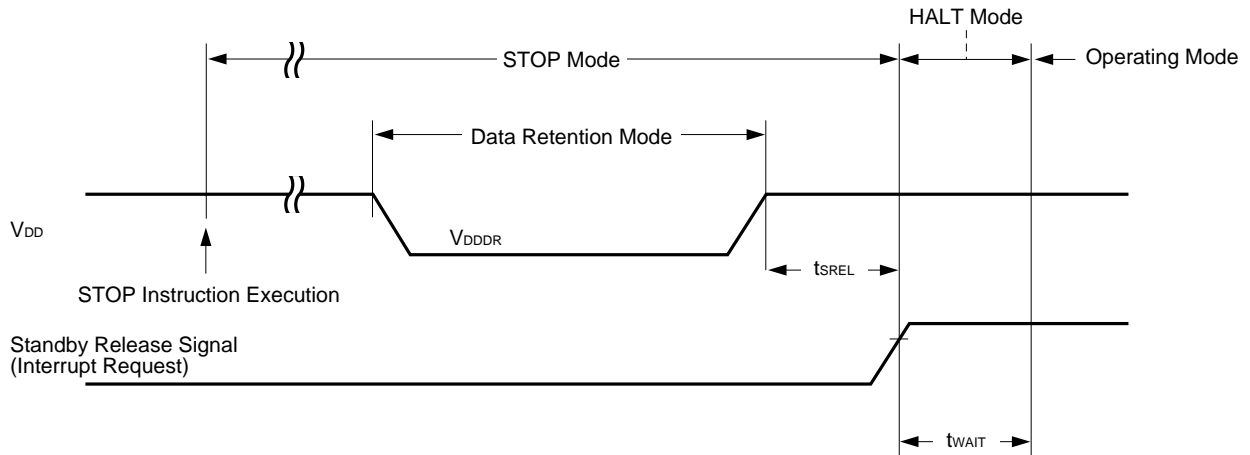 HALT Mode
STOP Mode
Operating Mode
Data Retention Mode
VDD
VDDDR
tSREL
STOP Instruction Execution
Standby Release Signal
(Interrupt Request)
tWAIT